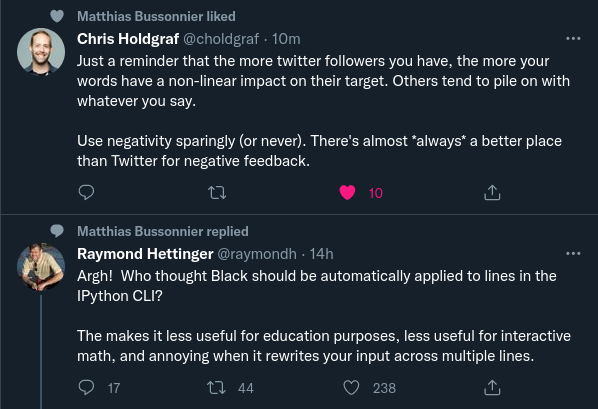 Matthias Bussonnier liked
Chris Holdgraf @choldgraf · 10m
Just a reminder that the more twitter followers you have, the more your
words have a non-linear impact on their target. Others tend to pile on with
whatever you say.
Use negativity sparingly (or never). There's almost *always* a better place
than Twitter for negative feedback.
10
Matthias Bussonnier replied
Raymond Hettinger @raymondh · 14h
Argh!  Who thought Black should be automatically applied to lines in the
IPython CLI?
The makes it less useful for education purposes, less useful for interactive
math, and annoying when it rewrites your input across multiple lines.
17 44 238